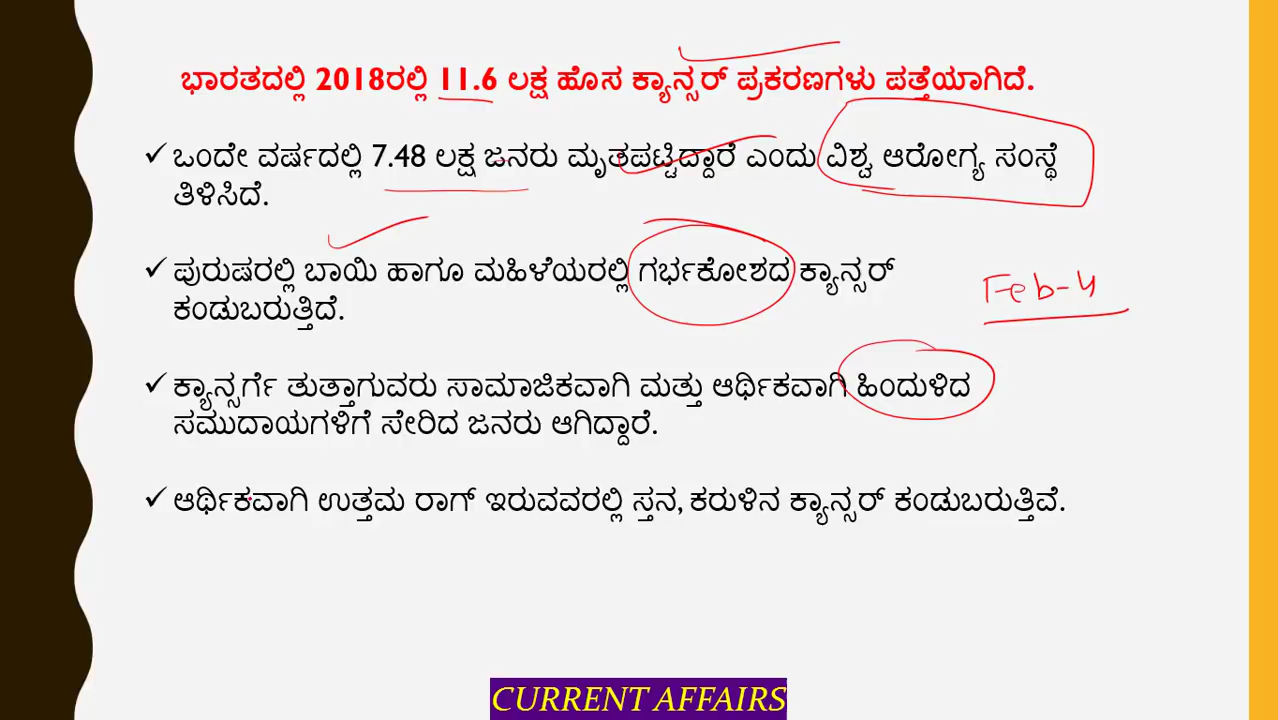 ಭಾರತದಲ್ಲಿ 2018ರಲ್ಲಿ 11.6 ಲಕ್ಷ ಹೊಸ ಕ್ಯಾನ್ಸರ್ ಪ್ರಕರಣಗಳು ಪತ್ತೆಯಾಗಿದೆ.
✓ ಒಂದೇ ವರ್ಷದಲ್ಲಿ 7.48 ಲಕ್ಷ ಜನರು ಮೃತಪಟ್ಟಿದ್ದಾರೆ ಎಂದು ವಿಶ್ವ ಆರೋಗ್ಯ ಸಂಸ್ಥೆ
ತಿಳಿಸಿದೆ.
✓ ಪುರುಷರಲ್ಲಿ ಬಾಯಿ ಹಾಗೂ ಮಹಿಳೆಯರಲ್ಲಿ ಗರ್ಭಕೋಶದ ಕ್ಯಾನ್ಸರ್
ಕಂಡುಬರುತ್ತಿದೆ.
Feb-4
✓ ಕ್ಯಾನ್ಸರ್ಗೆ ತುತ್ತಾಗುವರು ಸಾಮಾಜಿಕವಾಗಿ ಮತ್ತು ಆರ್ಥಿಕವಾಗಿ ಹಿಂದುಳಿದ
ಸಮುದಾಯಗಳಿಗೆ ಸೇರಿದ ಜನರು ಆಗಿದ್ದಾರೆ.
✓ ಆರ್ಥಿಕವಾಗಿ ಉತ್ತಮ ರಾಗ್ ಇರುವವರಲ್ಲಿ ಸ್ತನ, ಕರುಳಿನ ಕ್ಯಾನ್ಸರ್ ಕಂಡುಬರುತ್ತಿವೆ.
CURRENT AFFAIRS